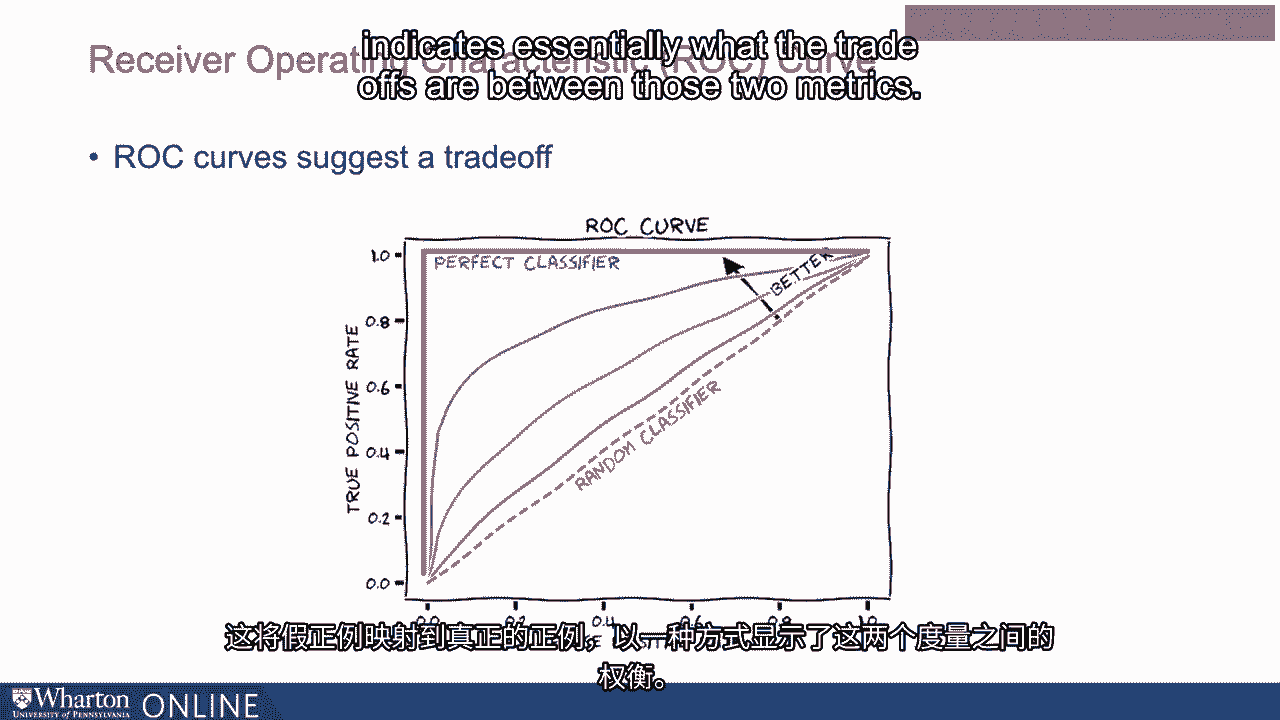 indicates essentially what the trade
offs are between those two metrics.
Receiver Operating Characteristic (ROC) Curve
• ROC curves suggest a tradeoff
ROC CURVE
PERFECT CLASSIFIER
BETTER
RANDOM CLASSIFIER
TRUE POSITIVE RATE
1.0
0.8
0.6
0.4
0.2
0.0
这将假正例映射到真正的正例，以一种方式显示了这两个度量之间的
权衡。
Wharton
UNIVERSITY of PENNSYLVANIA
ONLINE